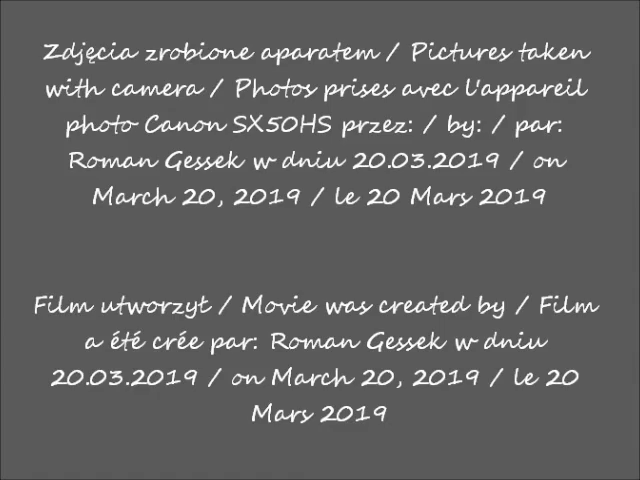 Zdjęcia zrobione aparatem / Pictures taken
with camera / Photos prises avec l'appareil
photo Canon SX50HS przez: / by: / par:
Roman Gessek w dniu 20.03.2019 / on
March 20, 2019 / le 20 Mars 2019
Film utworzył / Movie was created by / Film
a été crée par: Roman Gessek w dniu
20.03.2019 / on March 20, 2019 / le 20
Mars 2019